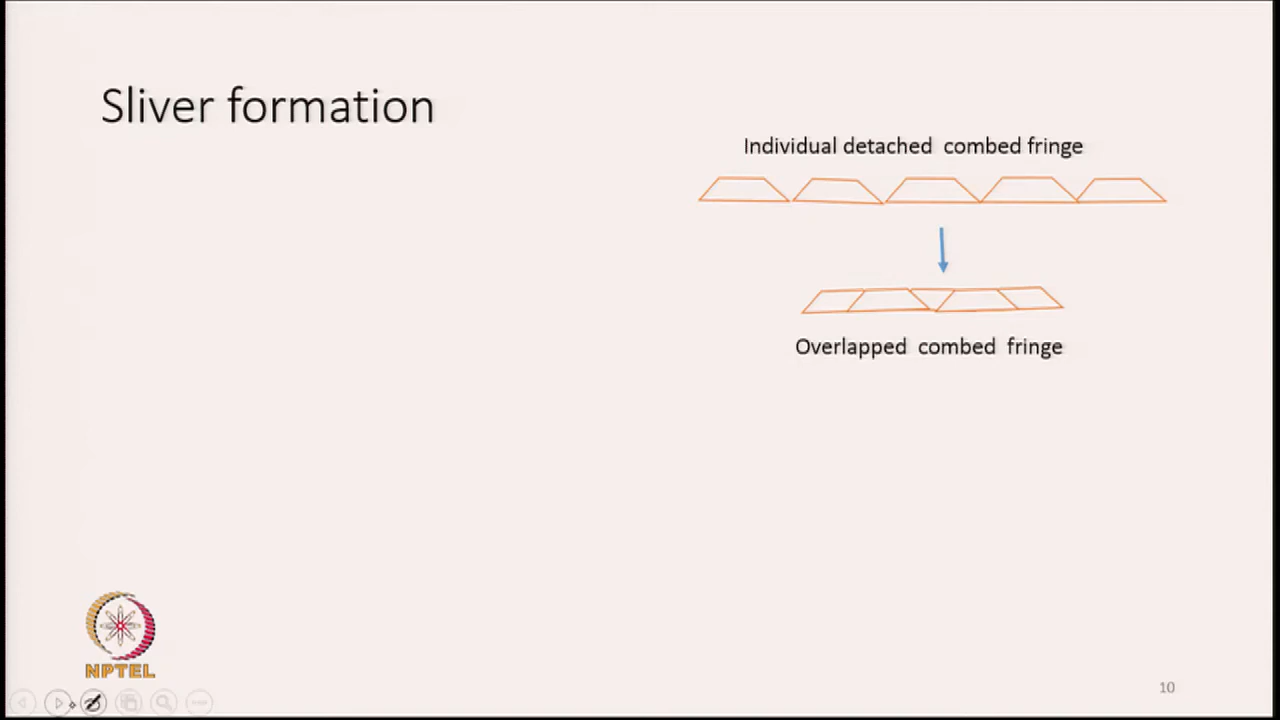 Sliver formation
Individual detached combed fringe
Overlapped combed fringe
NPTEL
10